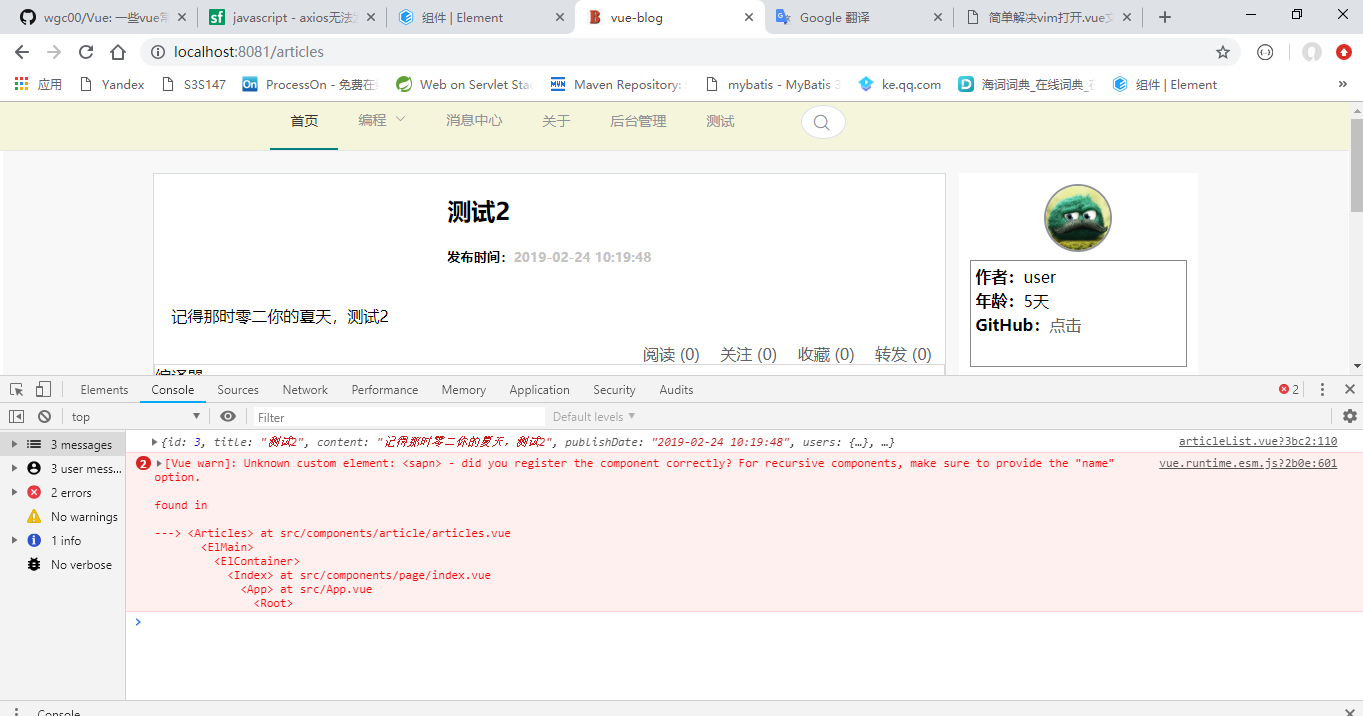 wgc00/Vue: 一些vue常
javascript - axios无法
组件 | Element
vue-blog
Google 翻译
简单解决vim打开.vue文
localhost:8081/articles
应用
Yandex
S3S147
ProcessOn - 免费在
Web on Servlet Sta
Maven Repository:
mybatis - MyBatis 3
ke.qq.com
海词词典_在线词典_在
组件 | Element
»
首页 编程 消息中心 关于 后台管理 测试
测试2
发布时间：2019-02-24 10:19:48
记得那时零二你的夏天，测试2
阅读 (0) 关注 (0) 收藏 (0) 转发 (0)
编译器
作者：user
年龄：5天
GitHub：点击
Elements Console Sources Network Performance Memory Application Security Audits
2
top
Filter
Default levels
3 messages
3 user mess...
2 errors
No warnings
1 info
No verbose
{id: 3, title: "测试2", content: "记得那时零二你的夏天，测试2", publishDate: "2019-02-24 10:19:48", users: {…}, …}
articleList.vue?3bc2:110
2
[Vue warn]: Unknown custom element: <sapn> - did you register the component correctly? For recursive components, make sure to provide the "name"
option.
vue.runtime.esm.js?2b0e:601
found in
---> <Articles> at src/components/article/articles.vue
<ElMain>
<ElContainer>
<Index> at src/components/page/index.vue
<App> at src/App.vue
<Root>
Console